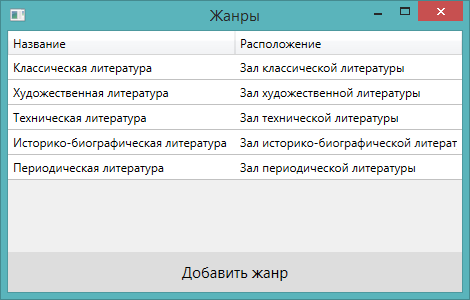 Жанры
Название Расположение
Классическая литература Зал классической литературы
Художественная литература Зал художественной литературы
Техническая литература Зал технической литературы
Историко-биографическая литература Зал историко-биографической литерат
Периодическая литература Зал периодической литературы
Добавить жанр